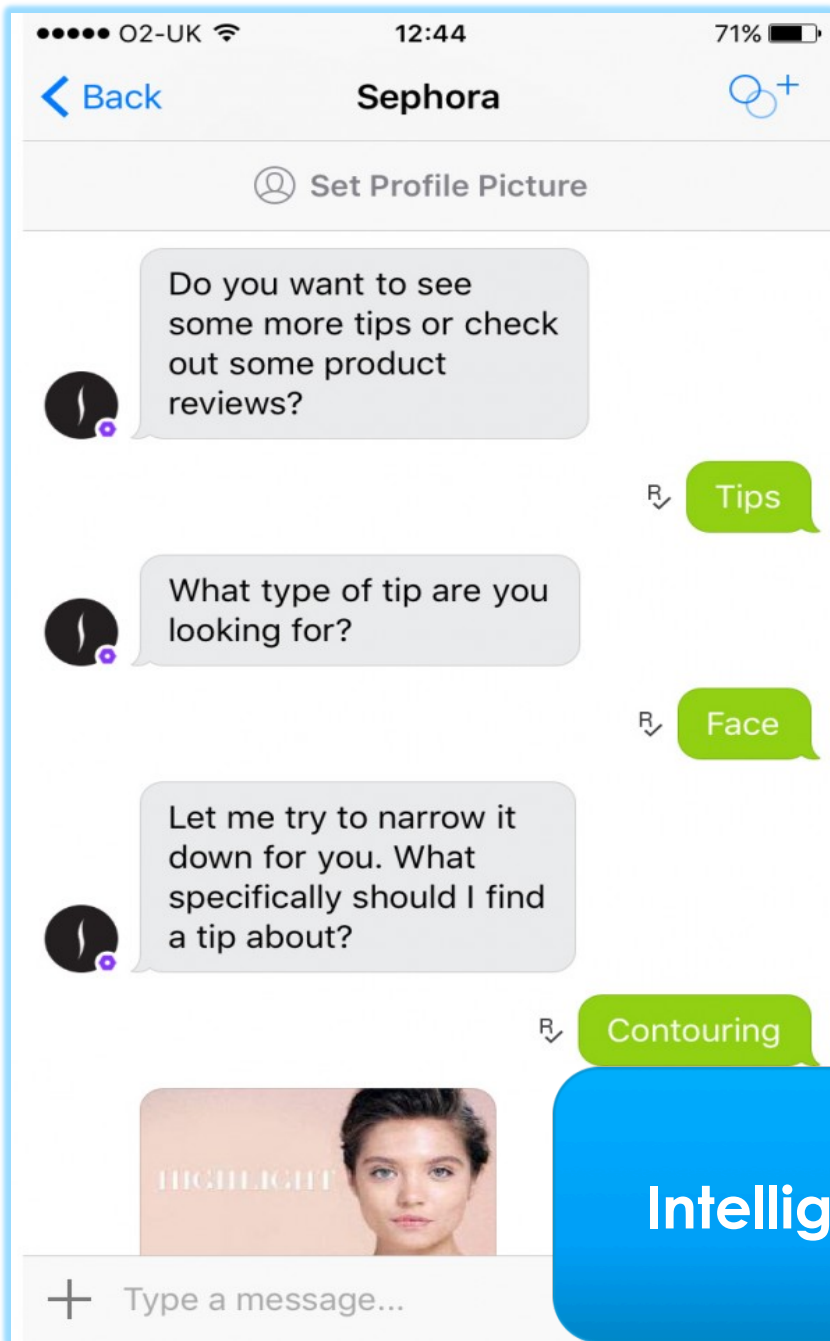 O2-UK 12:44 71%
Back Sephora
Set Profile Picture
Do you want to see
some more tips or check
out some product
reviews?
R Tips
What type of tip are you
looking for?
R Face
Let me try to narrow it
down for you. What
specifically should I find
a tip about?
R Contouring
HIGHLIGHT
Intellig
+ Type a message...